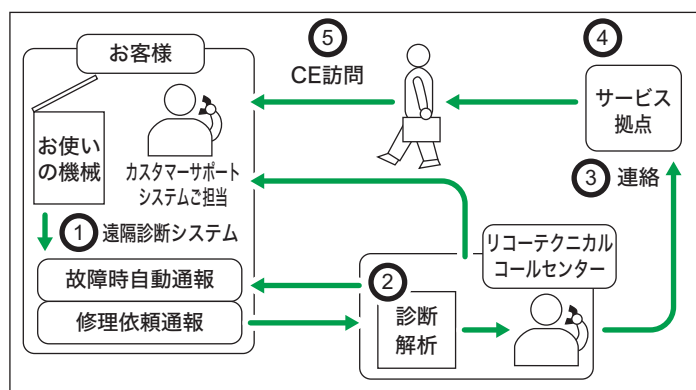 お客様
お使い
の機械
カスタマーサポート
システムご担当
① 遠隔診断システム
故障時自動通報
修理依頼通報
②
診断
解析
リコーテクニカル
コールセンター
③ 連絡
④
サービス
拠点
⑤
CE訪問